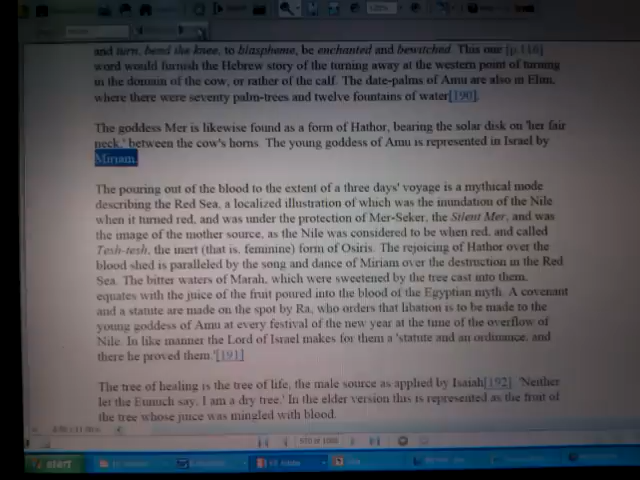 and turn, bend the knee, to blaspheme, be enchanted and bewitched. This one [p.116]
word would furnish the Hebrew story of the turning away at the western point of turning
in the domain of the cow, or rather of the calf. The date-palms of Amu are also in Elim,
where there were seventy palm-trees and twelve fountains of water[190].
The goddess Mer is likewise found as a form of Hathor, bearing the solar disk on 'her fair
neck,' between the cow's horns. The young goddess of Amu is represented in Israel by
Miriam.
The pouring out of the blood to the extent of a three days' voyage is a mythical mode
describing the Red Sea, a localized illustration of which was the inundation of the Nile
when it turned red, and was under the protection of Mer-Seker, the Silent Mer, and was
the image of the mother source, as the Nile was considered to be when red, and called
Tesh-tesh, the inert (that is, feminine) form of Osiris. The rejoicing of Hathor over the
blood shed is paralleled by the song and dance of Miriam over the destruction in the Red
Sea. The bitter waters of Marah, which were sweetened by the tree cast into them,
equates with the juice of the fruit poured into the blood of the Egyptian myth. A covenant
and a statute are made on the spot by Ra, who orders that libation is to be made to the
young goddess of Amu at every festival of the new year at the time of the overflow of
Nile. In like manner the Lord of Israel makes for them a 'statute and an ordinance, and
there he proved them.'[191]
The tree of healing is the tree of life, the male source as applied by Isaiah[192]. 'Neither
let the Eunuch say, I am a dry tree.' In the elder version this is represented as the fruit of
the tree whose juice was mingled with blood.
start